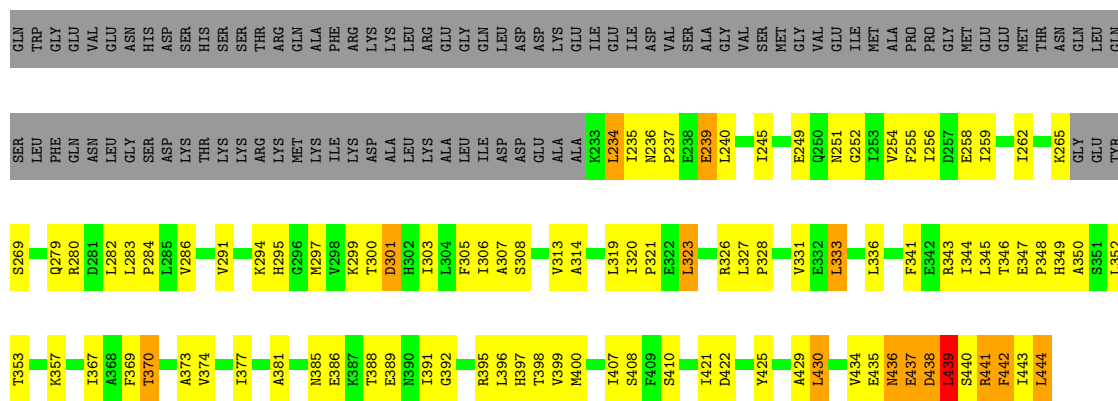 GLN TRP GLY GLU VAL GLU ASN HIS ASP SER HIS SER SER THR ARG GLN ALA PHE ARG LYS LYS LEU ARG GLU GLY GLN LEU ASP ASP LYS GLU ILE GLU ILE ASP VAL SER ALA GLY VAL SER MET GLY VAL GLU ILE MET ALA PRO PRO GLY MET GLU GLU MET THR ASN GLN LEU GLN
SER LEU PHE GLN ASN LEU GLY SER ASP LYS THR LYS LYS ARG LYS MET LYS ILE LYS ASP ALA LEU LYS ALA LEU ILE ASP ASP GLU ALA ALA K233 L234 I235 N236 P237 E238 E239 L240 I245 E249 Q250 N251 G252 I253 V254 F255 I256 D257 E258 I259 I262 K265 GLY GLU TYR
S269 Q279 R280 D281 L282 L283 P284 L285 V286 V291 K294 H295 G296 M297 V298 K299 T300 D301 H302 I303 L304 F305 I306 A307 S308 V313 A314 L319 I320 P321 E322 L323 R326 L327 P328 V331 E332 L333 L336 F341 E342 R343 I344 L345 T346 E347 P348 H349 A350 S351 L352
T353 K357 I367 A368 F369 T370 A373 V374 I377 A381 N385 E386 K387 T388 E389 N390 I391 G392 R395 L396 H397 T398 V399 M400 I407 S408 F409 S410 I421 D422 Y425 A429 L430 V434 E435 N436 E437 D438 L439 S440 R441 F442 I443 L444